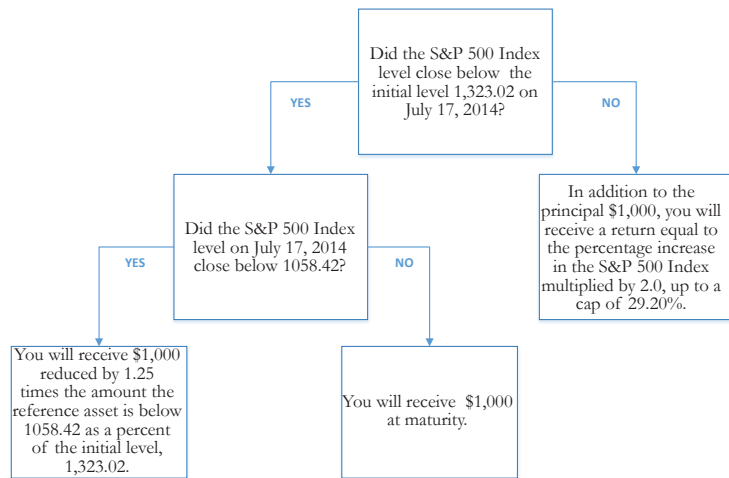 Did the S&P 500 Index
level close below the
initial level 1,323.02 on
July 17, 2014?
YES
NO
Did the S&P 500 Index
level on July 17, 2014
close below 1058.42?
In addition to the
principal $1,000, you will
receive a return equal to
the percentage increase
in the S&P 500 Index
multiplied by 2.0, up to a
cap of 29.20%.
YES
NO
You will receive $1,000
reduced by 1.25
times the amount the
reference asset is below
1058.42 as a percent
of the initial level,
1,323.02.
You will receive $1,000
at maturity.